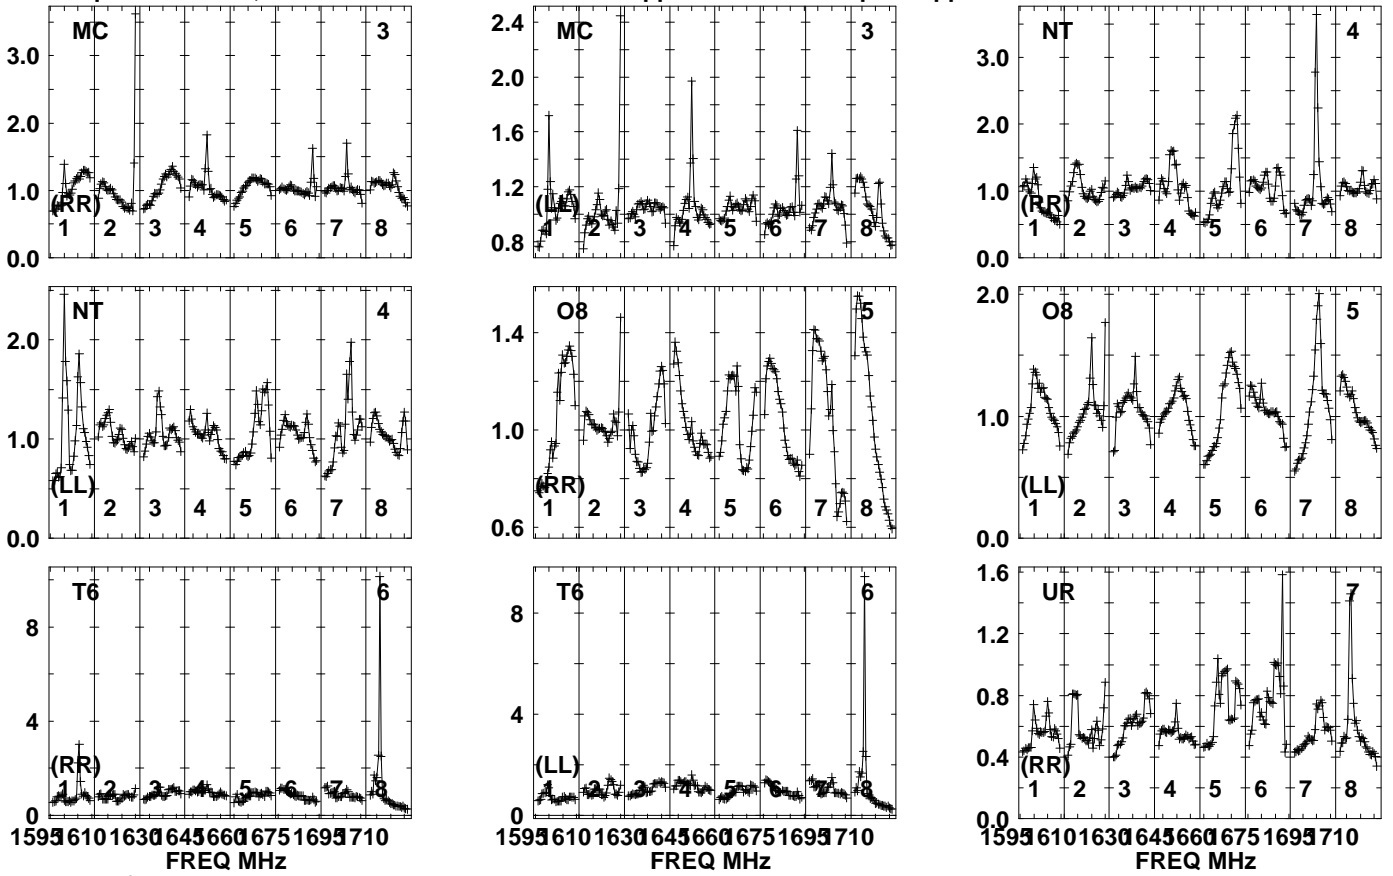 MC 3
3.0
2.0
1.0
0.0
(RR)
1 2 3 4 5 6 7 8
MC 3
2.4
2.0
1.6
1.2
0.8
(LL)
1 2 3 4 5 6 7 8
NT 4
3.0
2.0
1.0
0.0
(RR)
1 2 3 4 5 6 7 8
NT 4
2.0
1.0
0.0
(LL)
1 2 3 4 5 6 7 8
O8 5
1.4
1.0
0.6
(RR)
1 2 3 4 5 6 7 8
O8 5
2.0
1.0
0.0
(LL)
1 2 3 4 5 6 7 8
T6 6
8
4
0
(RR)
1 2 3 4 5 6 7 8
1595 1610 1630 1645 1660 1675 1695 1710
FREQ MHz
T6 6
8
4
0
(LL)
1 2 3 4 5 6 7 8
1595 1610 1630 1645 1660 1675 1695 1710
FREQ MHz
UR 7
1.6
1.2
0.8
0.4
0.0
(RR)
1 2 3 4 5 6 7 8
1595 1610 1630 1645 1660 1675 1695 1710
FREQ MHz